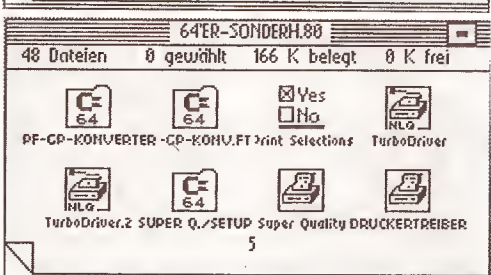 64'ER-SONDERH.80
48 Dateien 0 gewählt 166 K belegt 0 K frei
C= 64 C= 64 Yes No NLQ
PF-GP-KONVERTER -GP-KONV.FT Print Selections TurboDriver
NLQ C= 64
TurboDriver.2 SUPER Q./SETUP Super Quality DRUCKERTREIBER
5